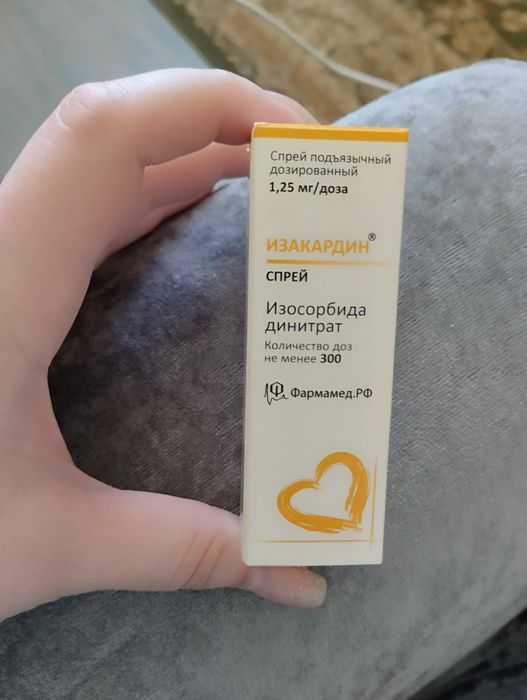 Спрей подъязычный
дозированный
1,25 мг/доза
ИЗАКАРДИН®
СПРЕЙ
Изосорбида
динитрат
Количество доз
не менее 300
Фармамед.РФ